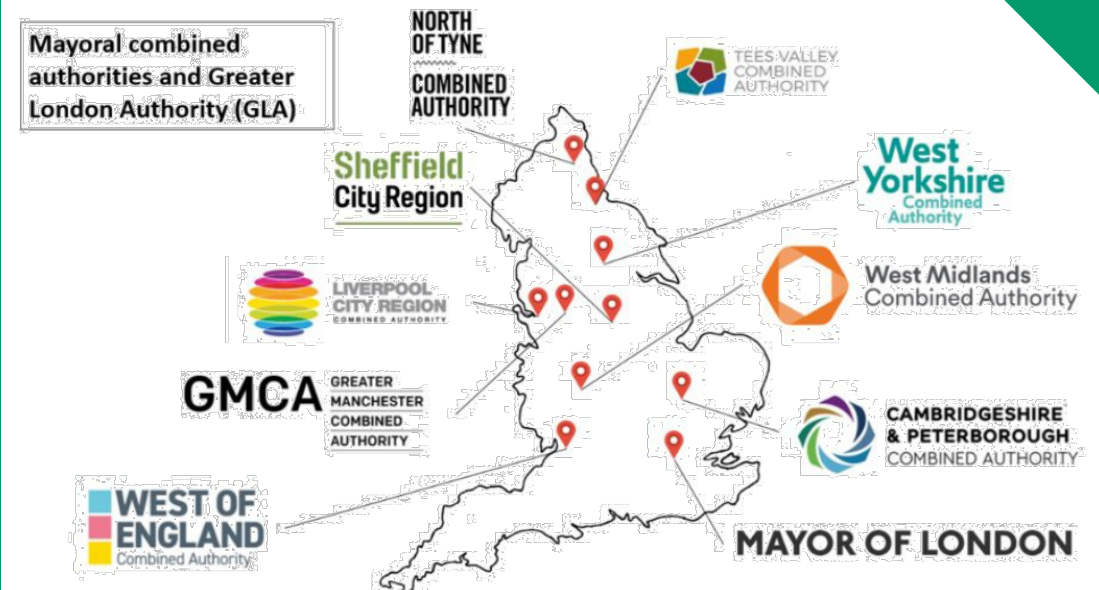 Mayoral combined
authorities and Greater
London Authority (GLA)
NORTH
OF TYNE
COMBINED
AUTHORITY
TEES VALLEY
COMBINED
AUTHORITY
Sheffield
City Region
West
Yorkshire
Combined
Authority
LIVERPOOL
CITY REGION
COMBINED AUTHORITY
West Midlands
Combined Authority
GMCA
GREATER
MANCHESTER
COMBINED
AUTHORITY
CAMBRIDGESHIRE
& PETERBOROUGH
COMBINED AUTHORITY
WEST OF
ENGLAND
Combined Authority
MAYOR OF LONDON